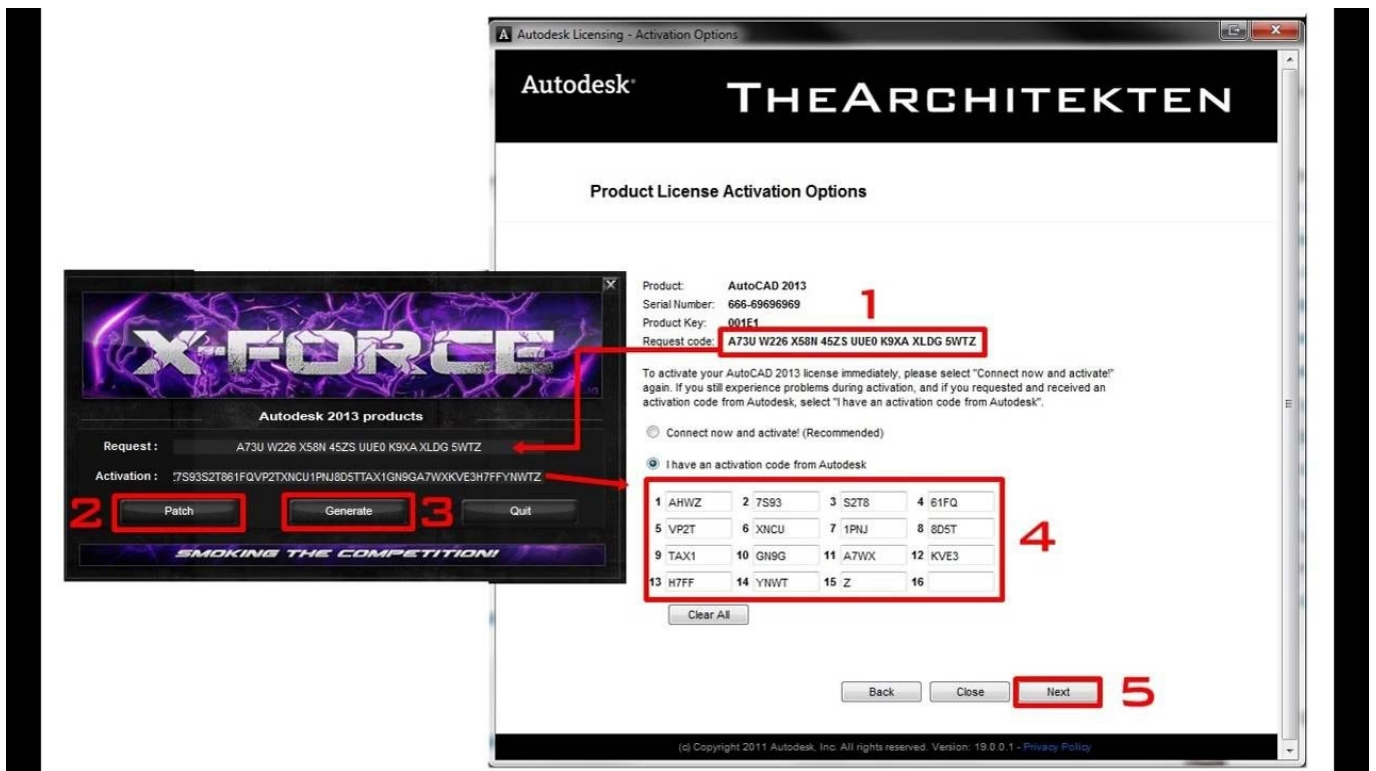 Autodesk Licensing - Activation Options
Autodesk
THEARCHITEKTEN
Product License Activation Options
Product: AutoCAD 2013
Serial Number: 666-69696969
Product Key: 001E1
Request code: A73U W226 X58N 45ZS UUE0 K9XA XLDG 5WTZ
1
To activate your AutoCAD 2013 license immediately, please select "Connect now and activate!"
again. If you still experience problems during activation, and if you requested and received an
activation code from Autodesk, select "I have an activation code from Autodesk".
Connect now and activate! (Recommended)
I have an activation code from Autodesk
1 AHWZ 2 7S93 3 S2T8 4 61FQ
5 VP2T 6 XNCU 7 1PNJ 8 8D5T
9 TAX1 10 GN9G 11 A7WX 12 KVE3
13 H7FF 14 YNWT 15 Z 16
4
Clear All
Back Close Next
5
(c) Copyright 2011 Autodesk, Inc. All rights reserved. Version: 19.0.0.1 - Privacy Policy
X-FORCE
Autodesk 2013 products
Request : A73U W226 X58N 45ZS UUE0 K9XA XLDG 5WTZ
Activation : 7S93S2T861FQVP2TXNCU1PNJ8D5TTAX1GN9GA7WXKVE3H7FFYNWTZ
2 Patch Generate 3 Quit
SMOKING THE COMPETITION!